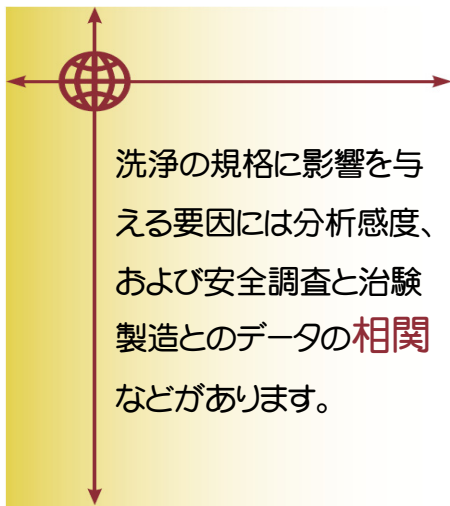 洗浄の規格に影響を与
える要因には分析感度、
および安全調査と治験
製造とのデータの相関
などがあります。